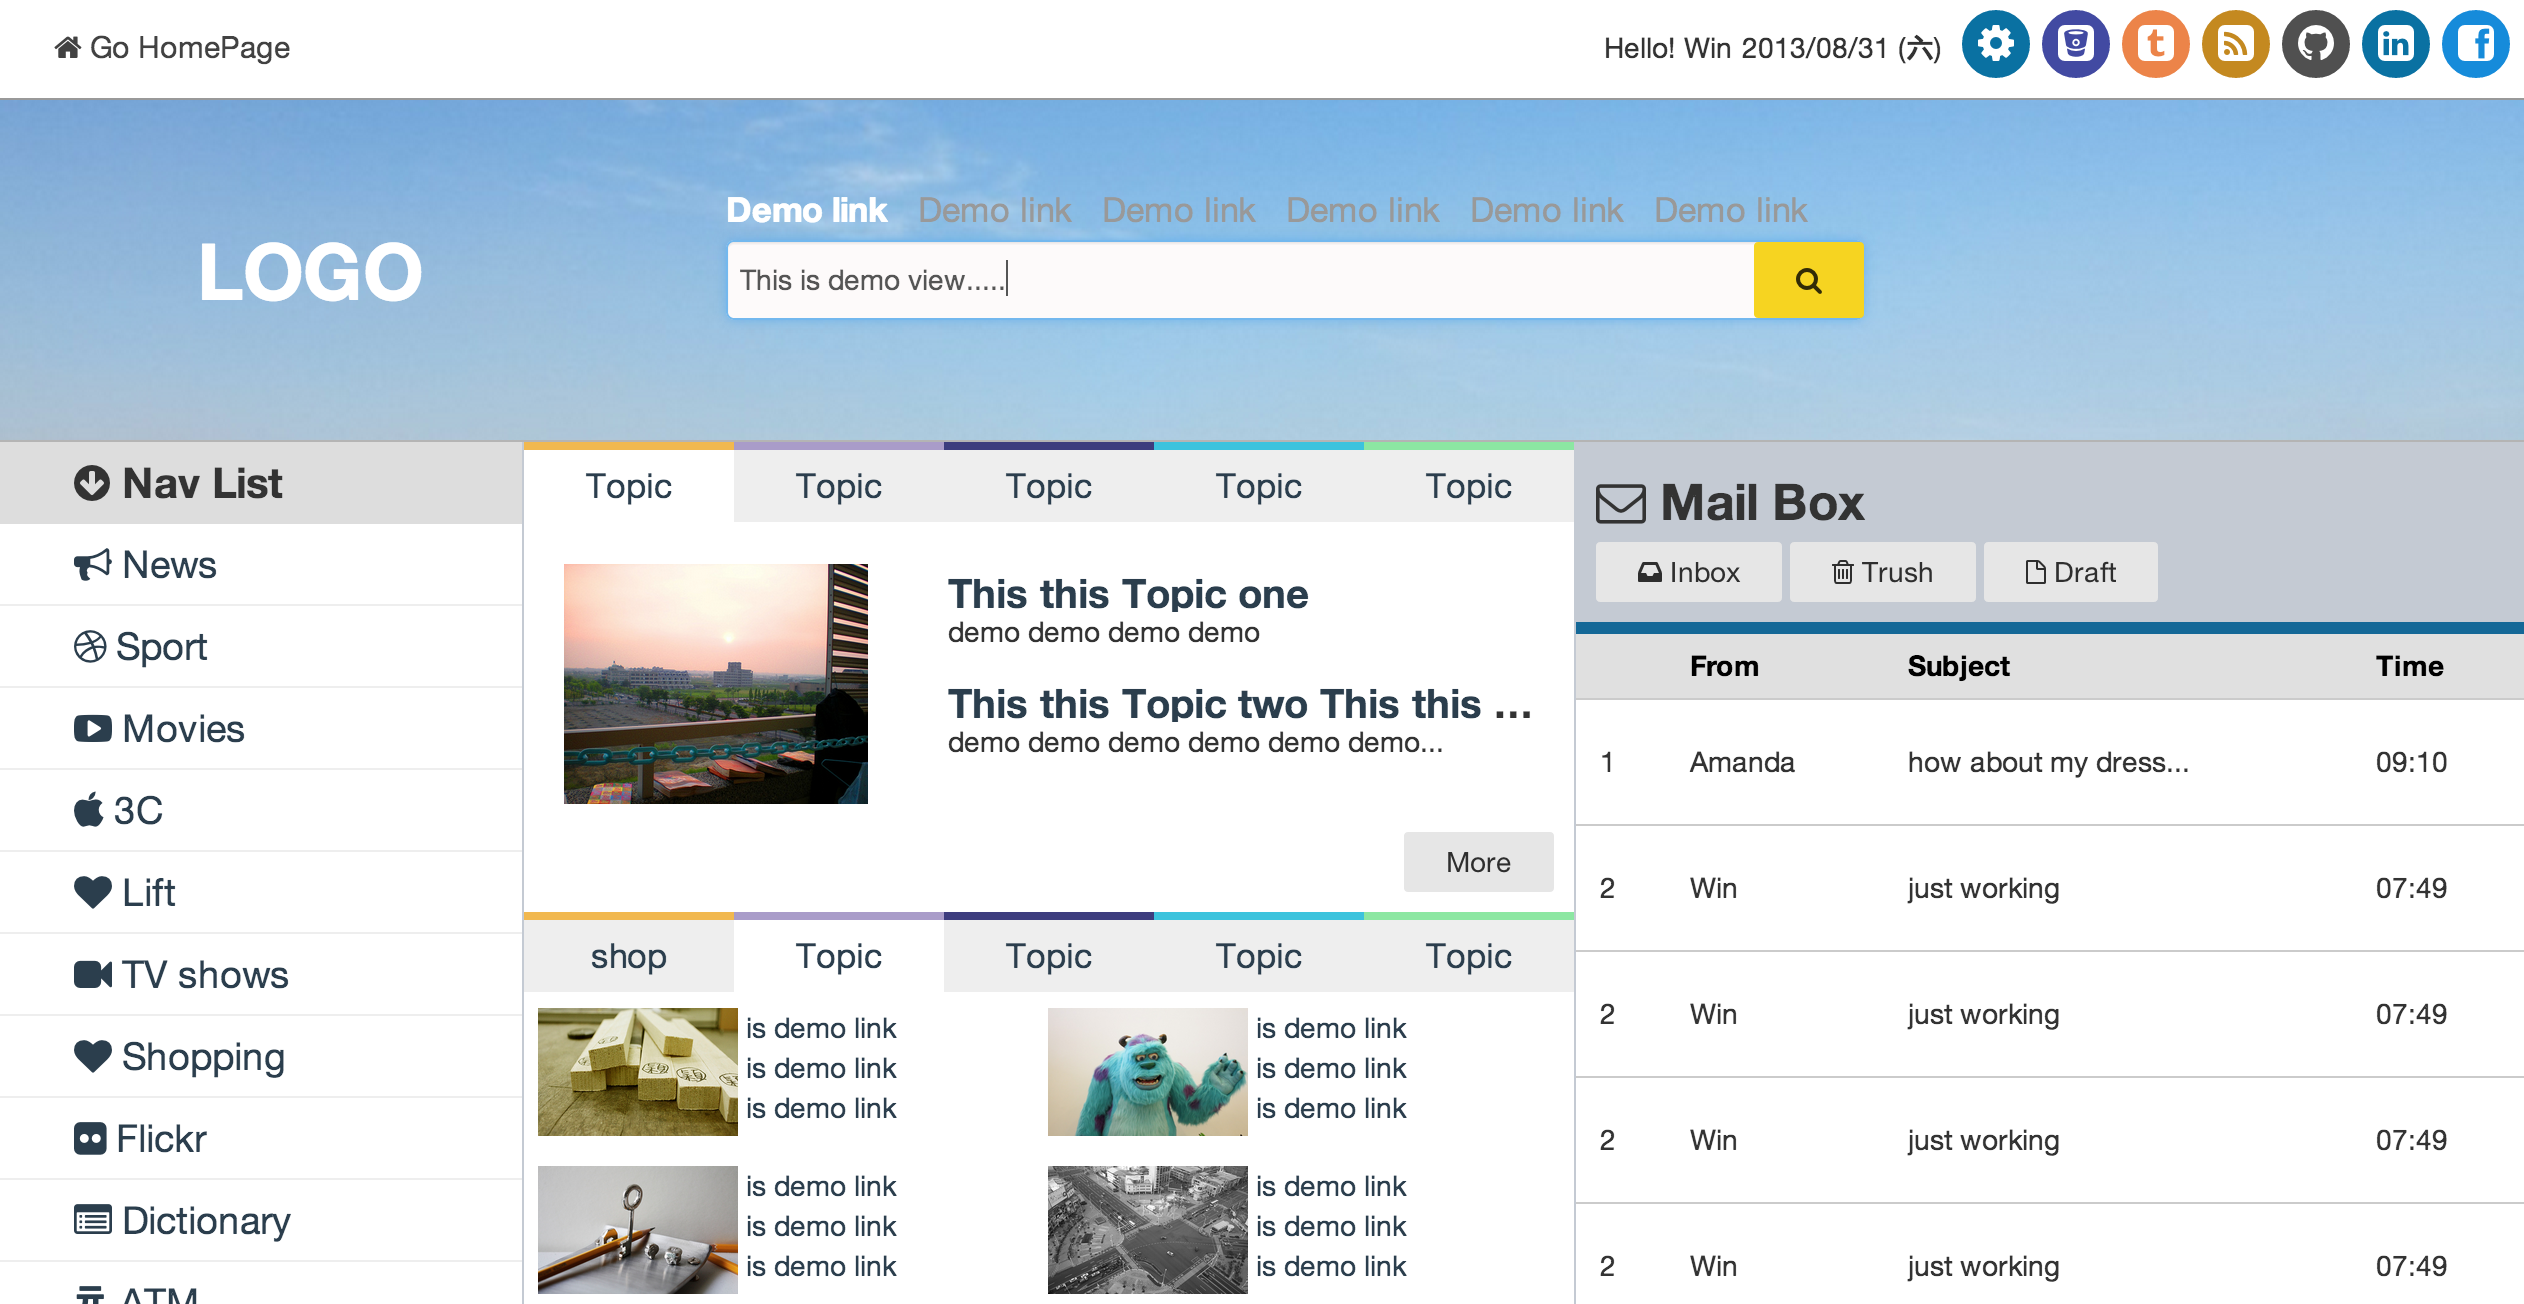 Go HomePage
Hello! Win 2013/08/31 (六)
Demo link Demo link Demo link Demo link Demo link Demo link
LOGO
This is demo view.....
Nav List
News
Sport
Movies
3C
Lift
TV shows
Shopping
Flickr
Dictionary
ATM
Topic Topic Topic Topic Topic
This this Topic one
demo demo demo demo
This this Topic two This this ...
demo demo demo demo demo demo...
More
shop Topic Topic Topic Topic
is demo link
is demo link
is demo link
is demo link
is demo link
is demo link
is demo link
is demo link
is demo link
is demo link
is demo link
is demo link
Mail Box
Inbox Trush Draft
From Subject Time
1 Amanda how about my dress... 09:10
2 Win just working 07:49
2 Win just working 07:49
2 Win just working 07:49
2 Win just working 07:49